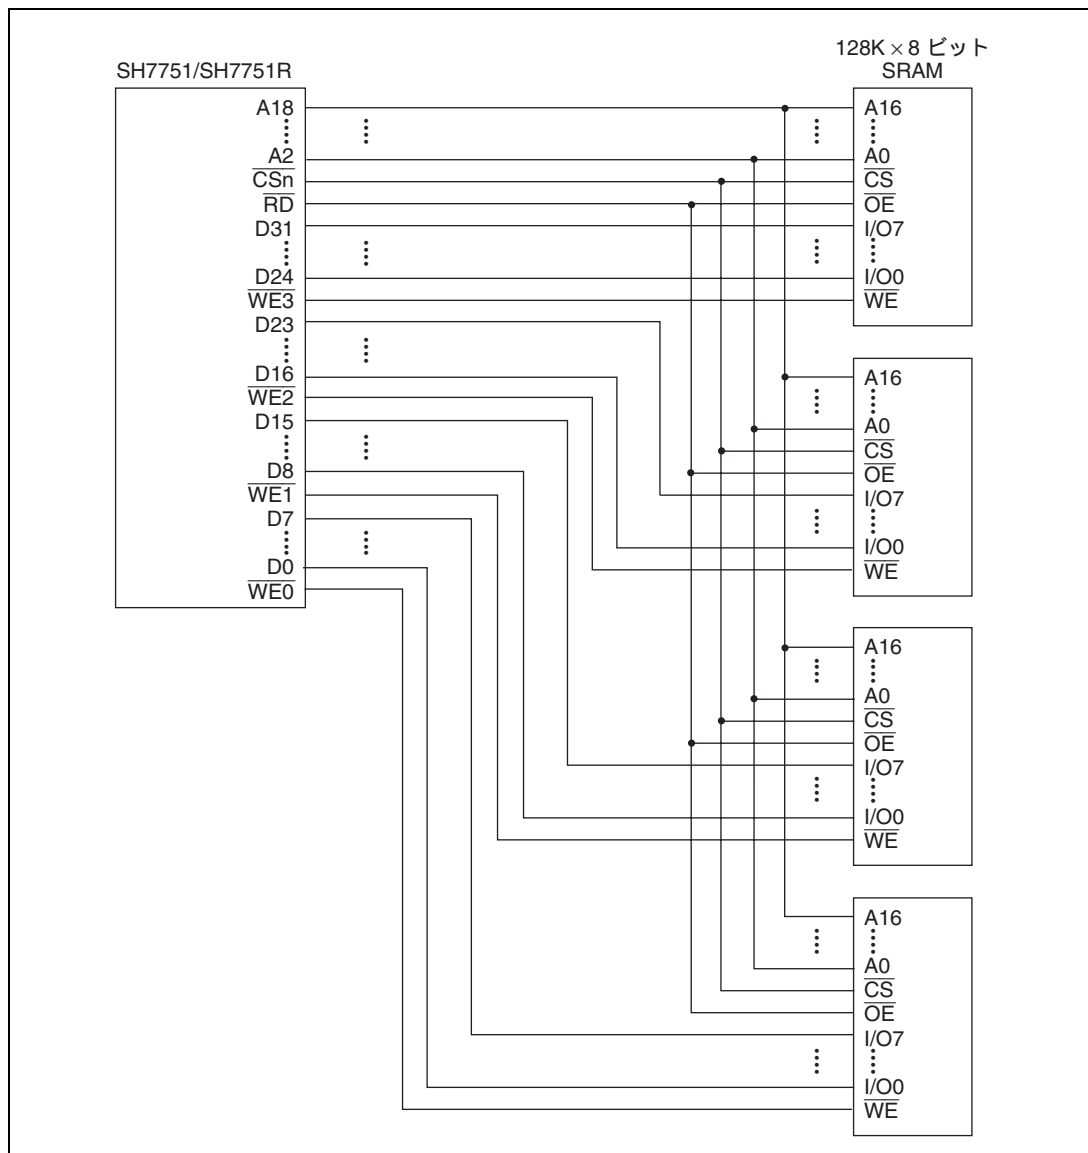 128K × 8 ビット
SRAM
SH7751/SH7751R
A18
A2
CSn
RD
D31
D24
WE3
D23
D16
WE2
D15
D8
WE1
D7
D0
WE0
A16
A0
CS
OE
I/O7
I/O0
WE
A16
A0
CS
OE
I/O7
I/O0
WE
A16
A0
CS
OE
I/O7
I/O0
WE
A16
A0
CS
OE
I/O7
I/O0
WE